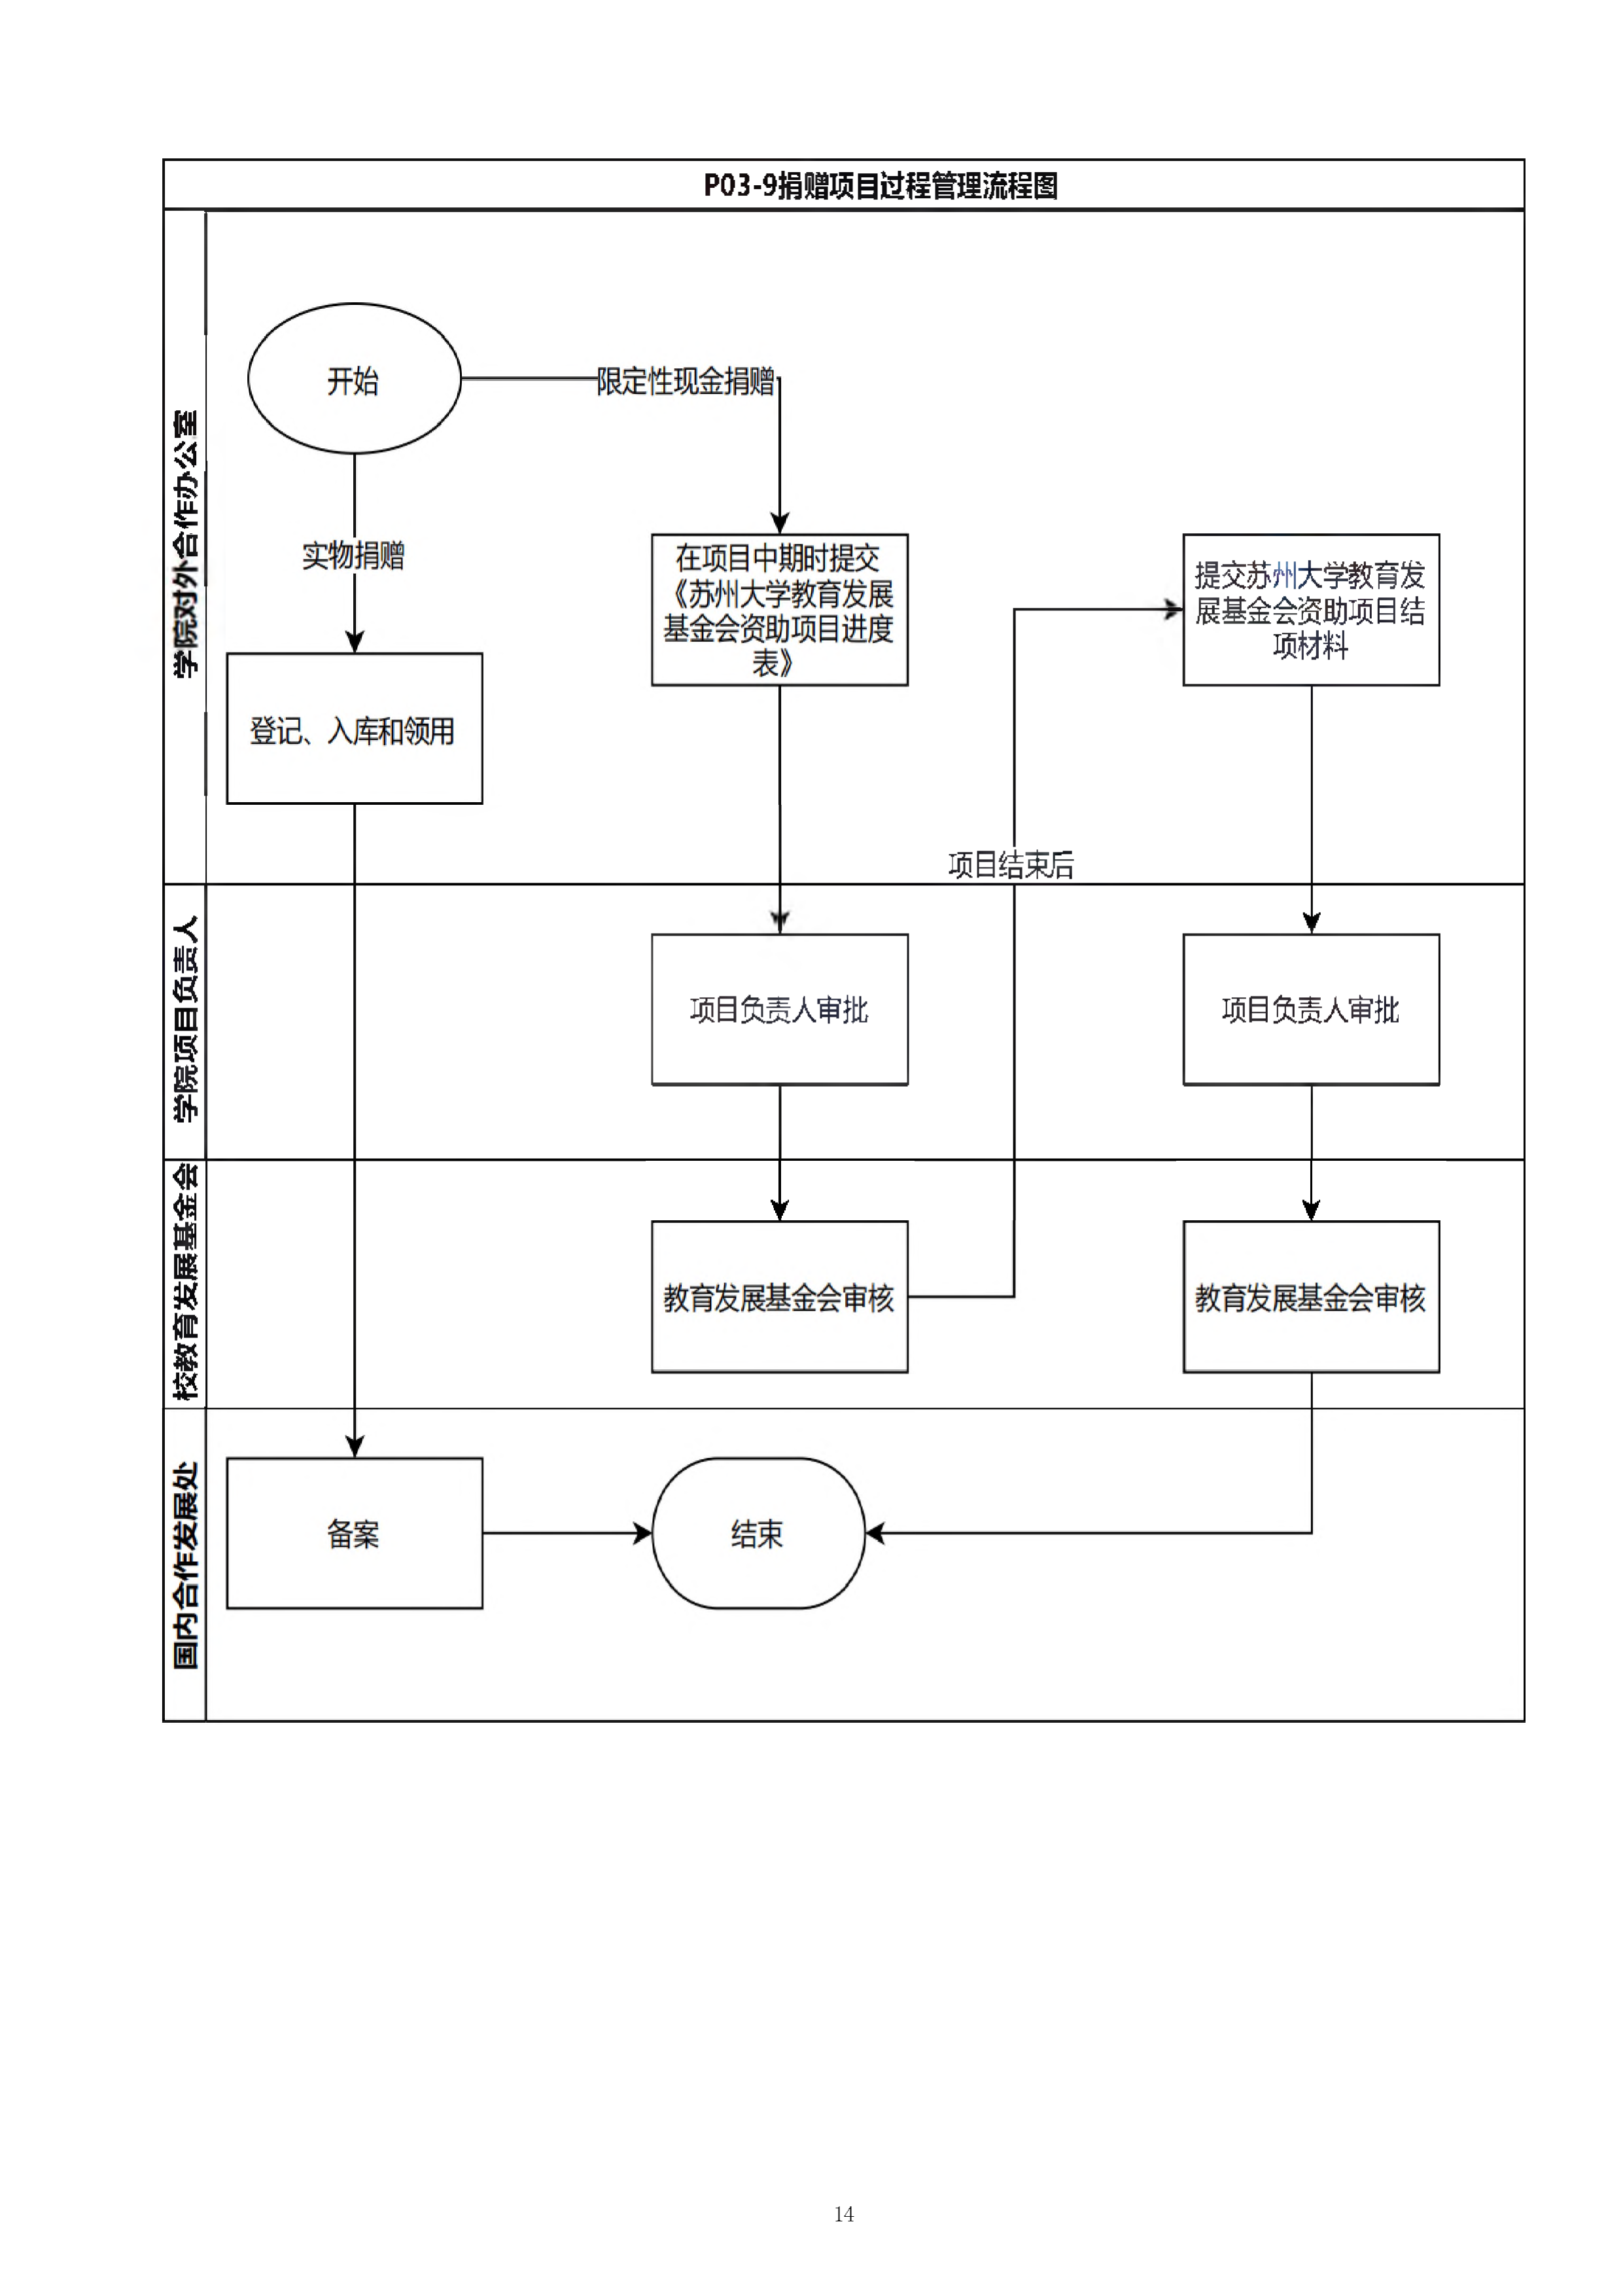 P03-9捐赠项目过程管理流程图
学院对外合作办公室
开始
限定性现金捐赠
实物捐赠
在项目中期时提交
《苏州大学教育发展
基金会资助项目进度
表》
提交苏州大学教育发
展基金会资助项目结
项材料
登记、入库和领用
项目结束后
学院项目负责人
项目负责人审批
项目负责人审批
校教育发展基金会
教育发展基金会审核
教育发展基金会审核
国内合作发展处
备案
结束
14